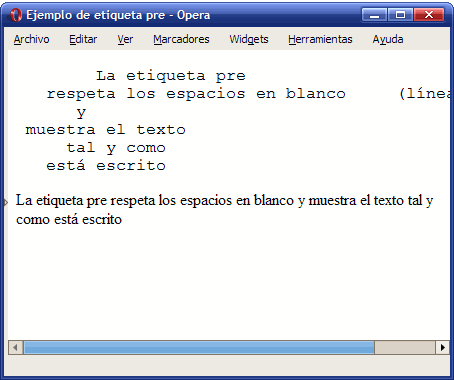 Ejemplo de etiqueta pre - Opera
Archivo Editar Ver Marcadores Widgets Herramientas Ayuda
La etiqueta pre
respeta los espacios en blanco (línea
y
muestra el texto
tal y como
está escrito
La etiqueta pre respeta los espacios en blanco y muestra el texto tal y
como está escrito